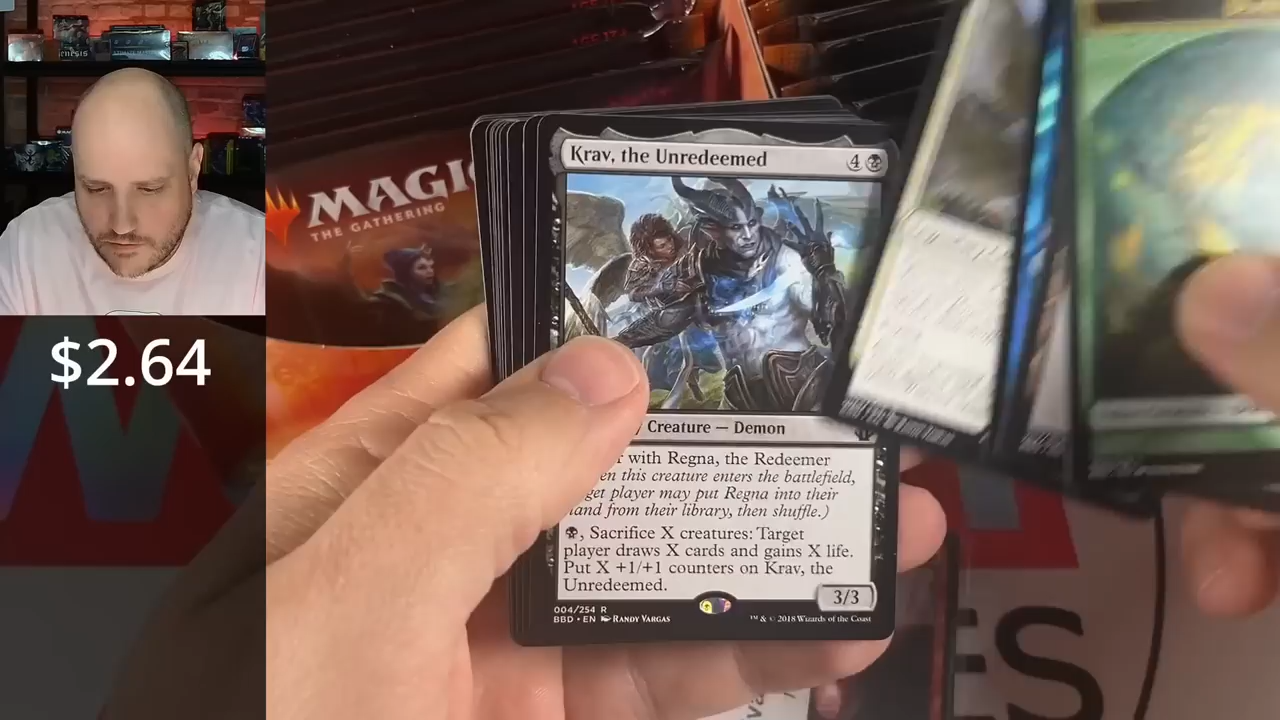 $2.64
MAGIC
THE GATHERING
Krav, the Unredeemed 4
Creature — Demon
with Regna, the Redeemer
en this creature enters the battlefield,
get player may put Regna into their
hand from their library, then shuffle.)
, Sacrifice X creatures: Target
player draws X cards and gains X life.
Put X +1/+1 counters on Krav, the
Unredeemed.
3/3
004/254 R
BBD • EN RANDY VARGAS
™ & © 2018 Wizards of the Coast
ES